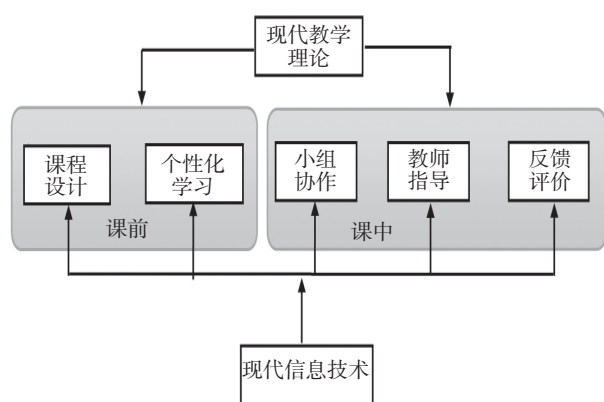 现代教学
理论
课程
设计
个性化
学习
小组
协作
教师
指导
反馈
评价
课前
课中
现代信息技术